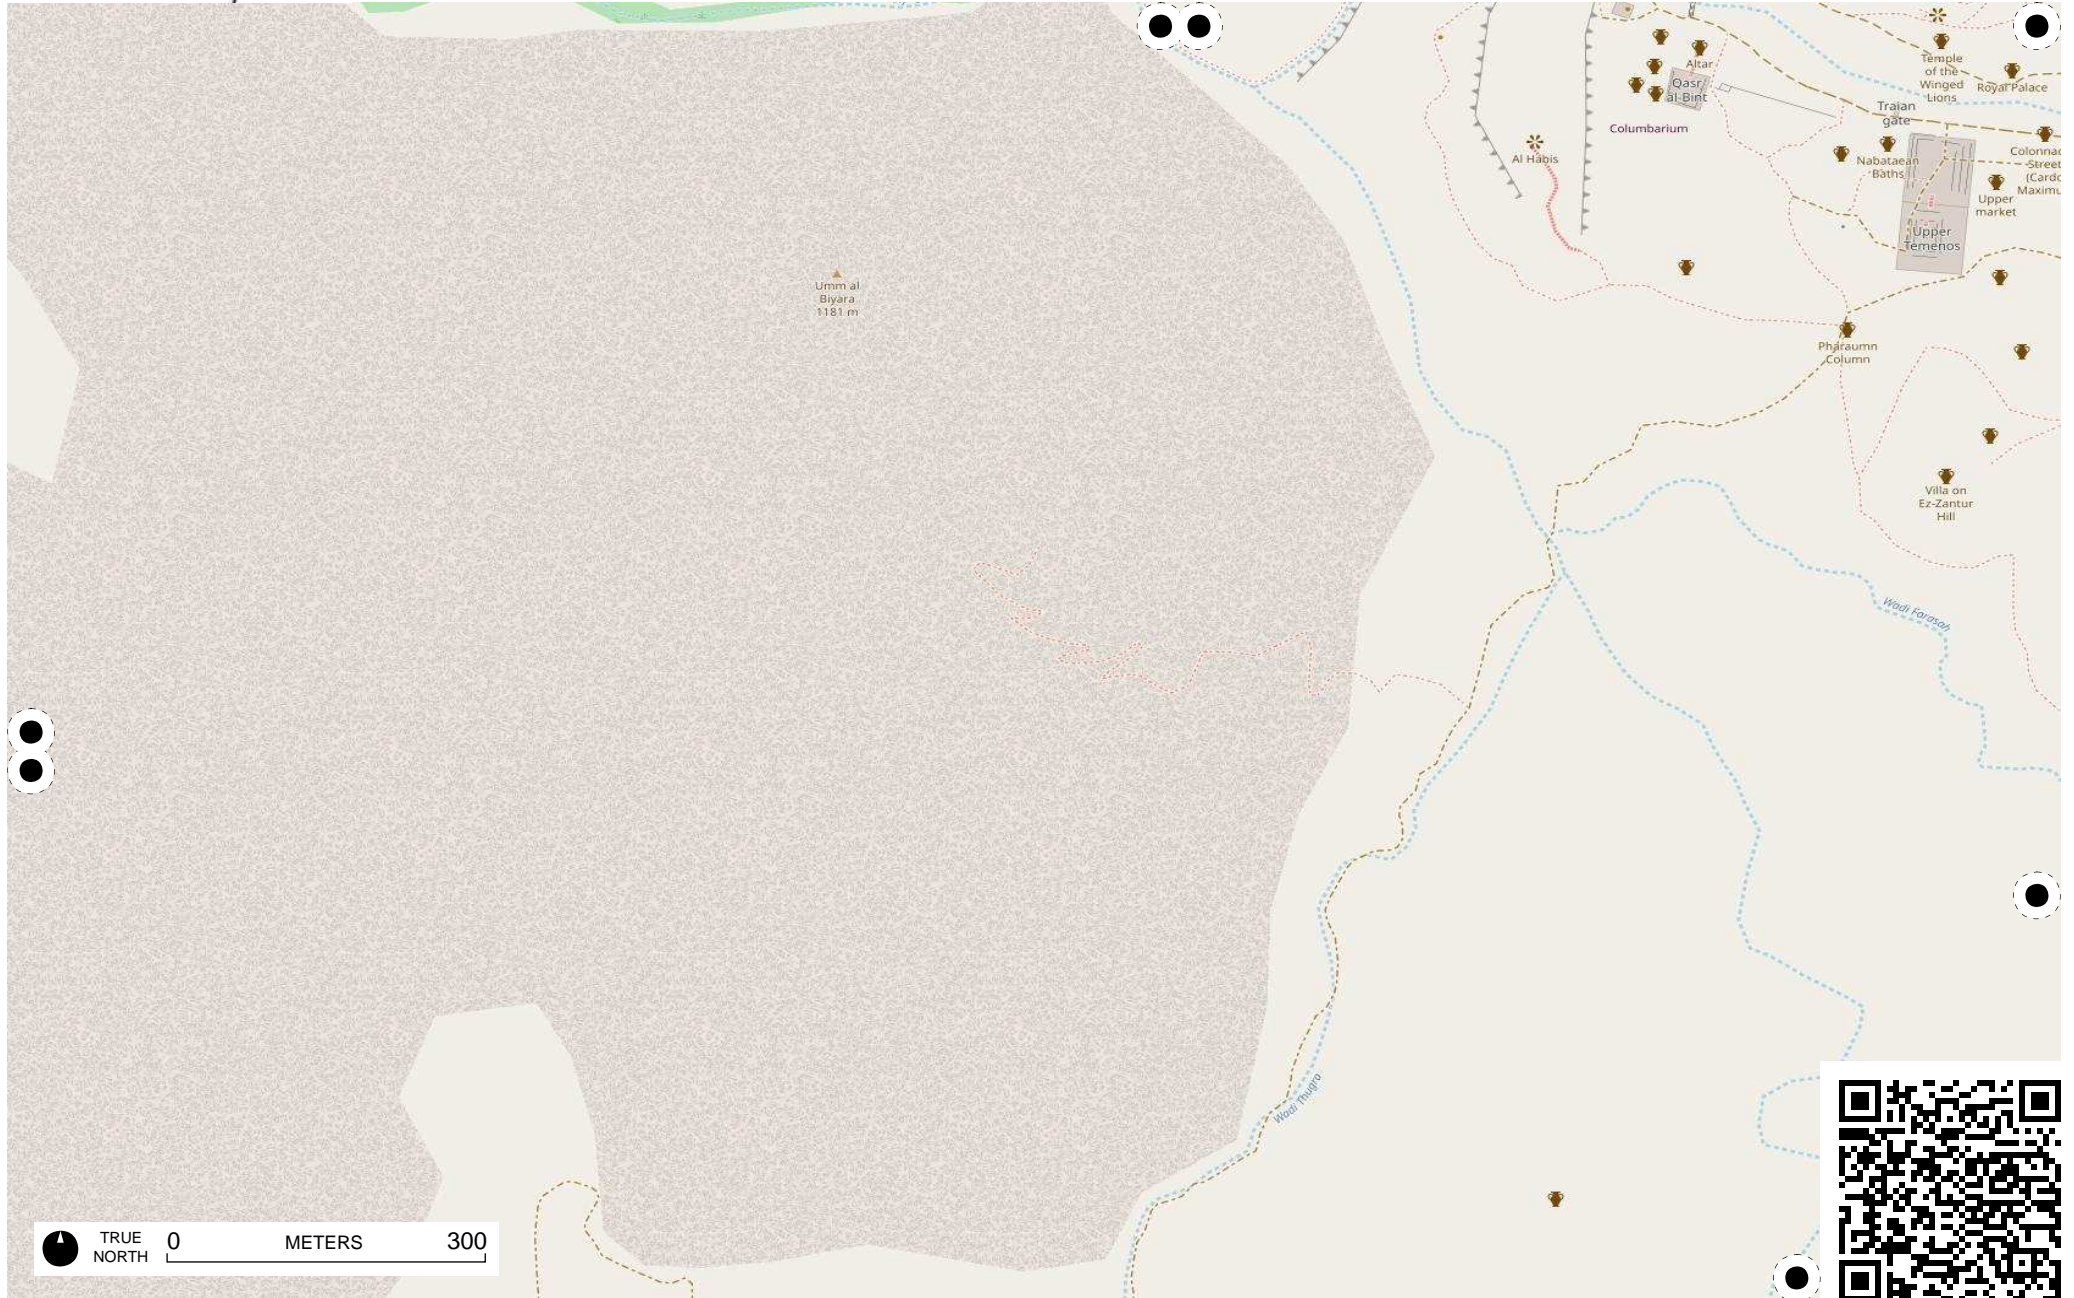 Altar
Qasr
al-Bint
Columbarium
Al Habis
Temple
of the
Winged
Lions
Royal Palace
Trajan
gate
Nabataean
Baths
Upper
market
Upper
Temenos
Street
Umm al
Biyara
1181 m
Pharaumn
Column
Villa on
Ez-Zantur
Hill
Wadi Farasah
Wadi Thugra
TRUE
NORTH
0 METERS 300